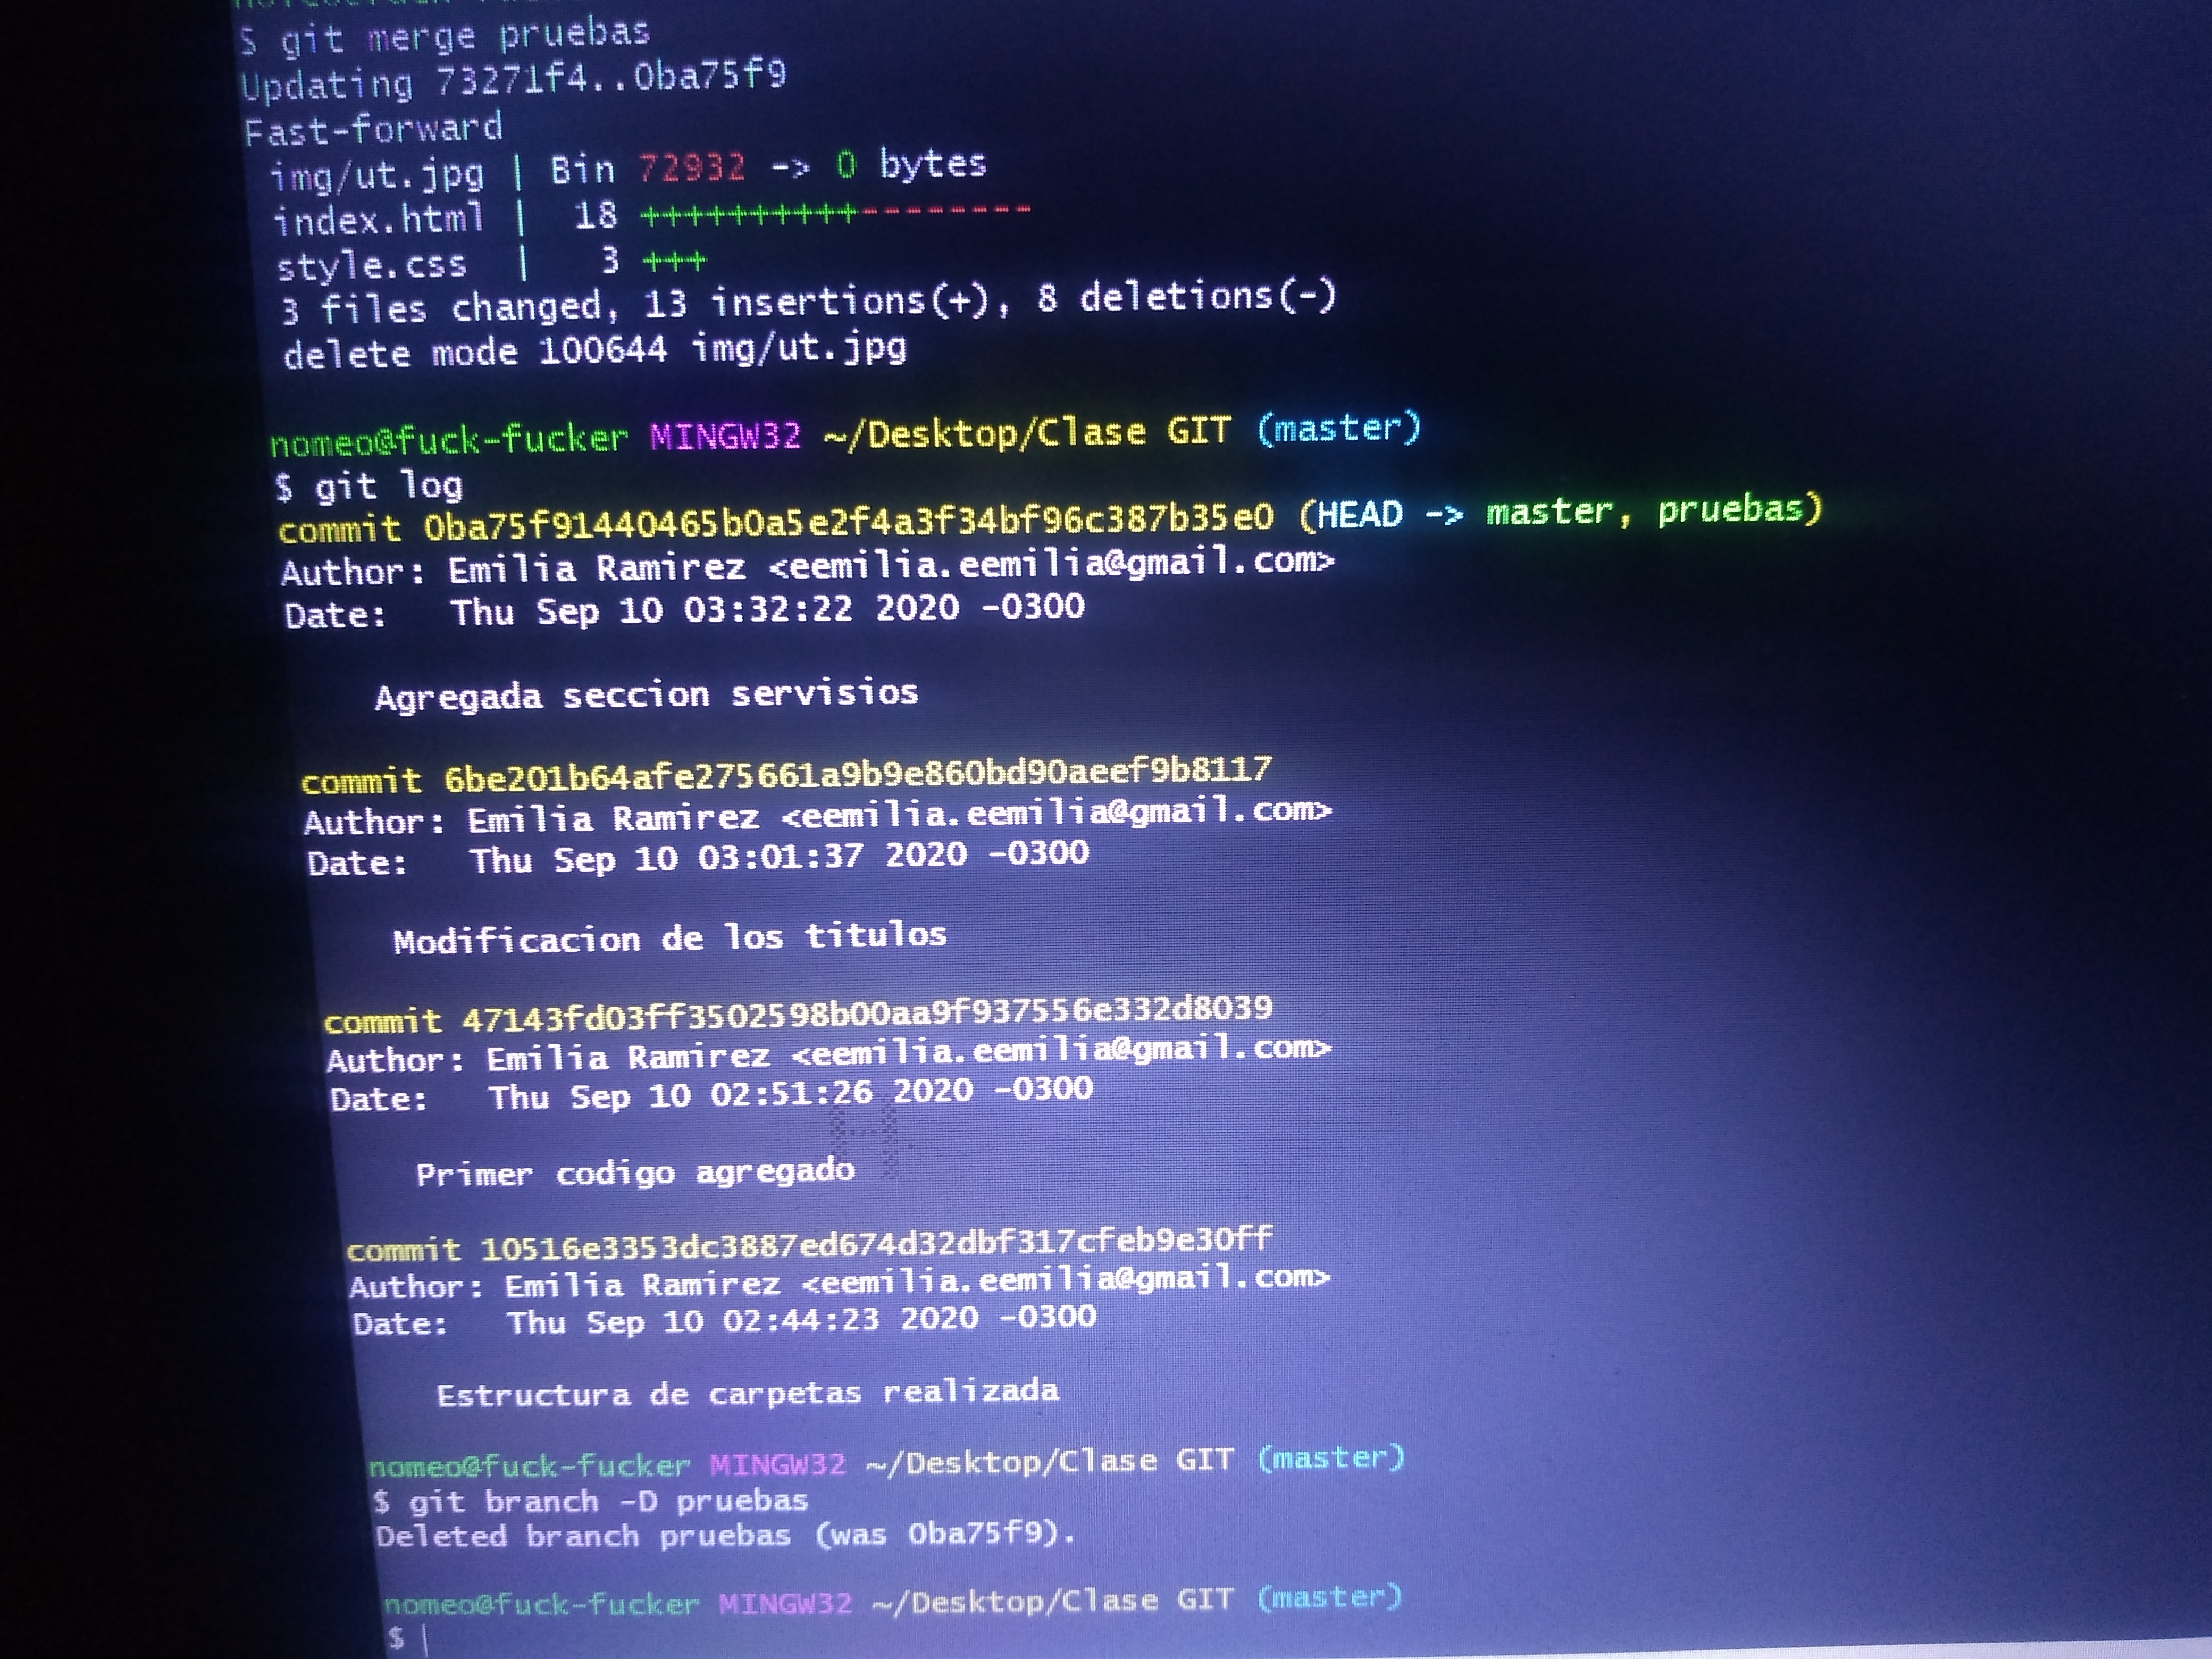 $ git merge pruebas
Updating 73271f4..0ba75f9
Fast-forward
img/ut.jpg | Bin 72932 -> 0 bytes
index.html | 18 ++++++++++--------
style.css | 3 +++
3 files changed, 13 insertions(+), 8 deletions(-)
delete mode 100644 img/ut.jpg
nomeo@fuck-fucker MINGW32 ~/Desktop/Clase GIT (master)
$ git log
commit 0ba75f91440465b0a5e2f4a3f34bf96c387b35e0 (HEAD -> master, pruebas)
Author: Emilia Ramirez <eemilia.eemilia@gmail.com>
Date: Thu Sep 10 03:32:22 2020 -0300
Agregada seccion servisios
commit 6be201b64afe275661a9b9e860bd90aeef9b8117
Author: Emilia Ramirez <eemilia.eemilia@gmail.com>
Date: Thu Sep 10 03:01:37 2020 -0300
Modificacion de los titulos
commit 47143fd03ff3502598b00aa9f937556e332d8039
Author: Emilia Ramirez <eemilia.eemilia@gmail.com>
Date: Thu Sep 10 02:51:26 2020 -0300
Primer codigo agregado
commit 10516e3353dc3887ed674d32dbf317cfeb9e30ff
Author: Emilia Ramirez <eemilia.eemilia@gmail.com>
Date: Thu Sep 10 02:44:23 2020 -0300
Estructura de carpetas realizada
nomeo@fuck-fucker MINGW32 ~/Desktop/Clase GIT (master)
$ git branch -D pruebas
Deleted branch pruebas (was 0ba75f9).
nomeo@fuck-fucker MINGW32 ~/Desktop/Clase GIT (master)
$